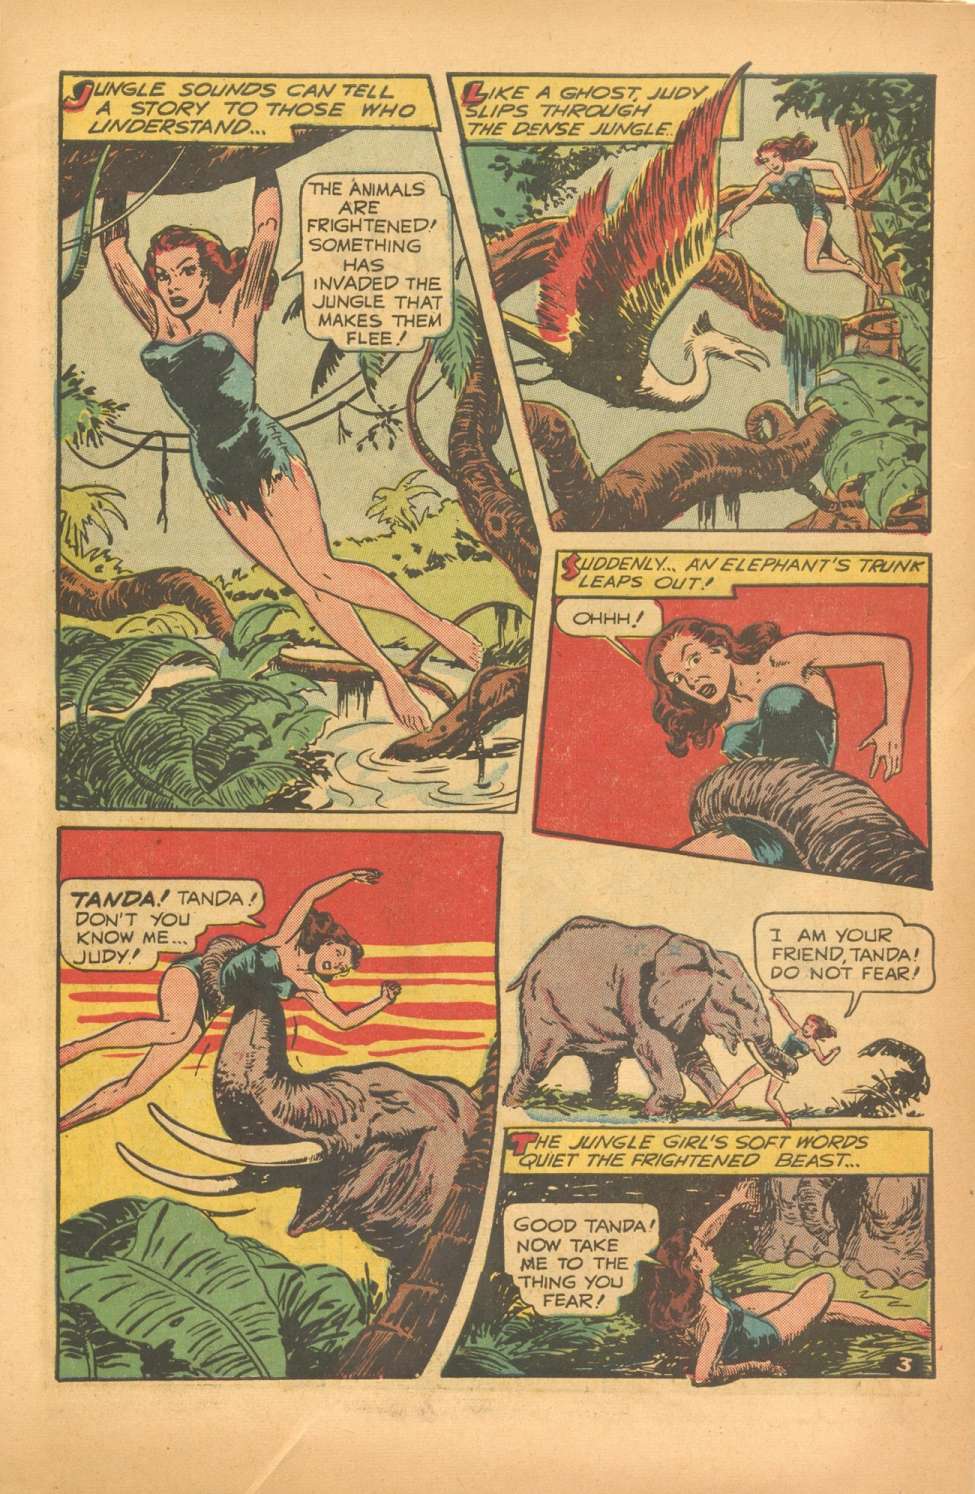 JUNGLE SOUNDS CAN TELL
A STORY TO THOSE WHO
UNDERSTAND...
THE ANIMALS
ARE
FRIGHTENED!
SOMETHING
HAS
INVADED THE
JUNGLE THAT
MAKES THEM
FLEE!
LIKE A GHOST, JUDY
SLIPS THROUGH
THE DENSE JUNGLE..
SUDDENLY... AN ELEPHANT'S TRUNK
LEAPS OUT!
OHHH!
TANDA! TANDA!
DON'T YOU
KNOW ME...
JUDY!
I AM YOUR
FRIEND, TANDA!
DO NOT FEAR!
THE JUNGLE GIRL'S SOFT WORDS
QUIET THE FRIGHTENED BEAST...
GOOD TANDA!
NOW TAKE
ME TO THE
THING YOU
FEAR!
3